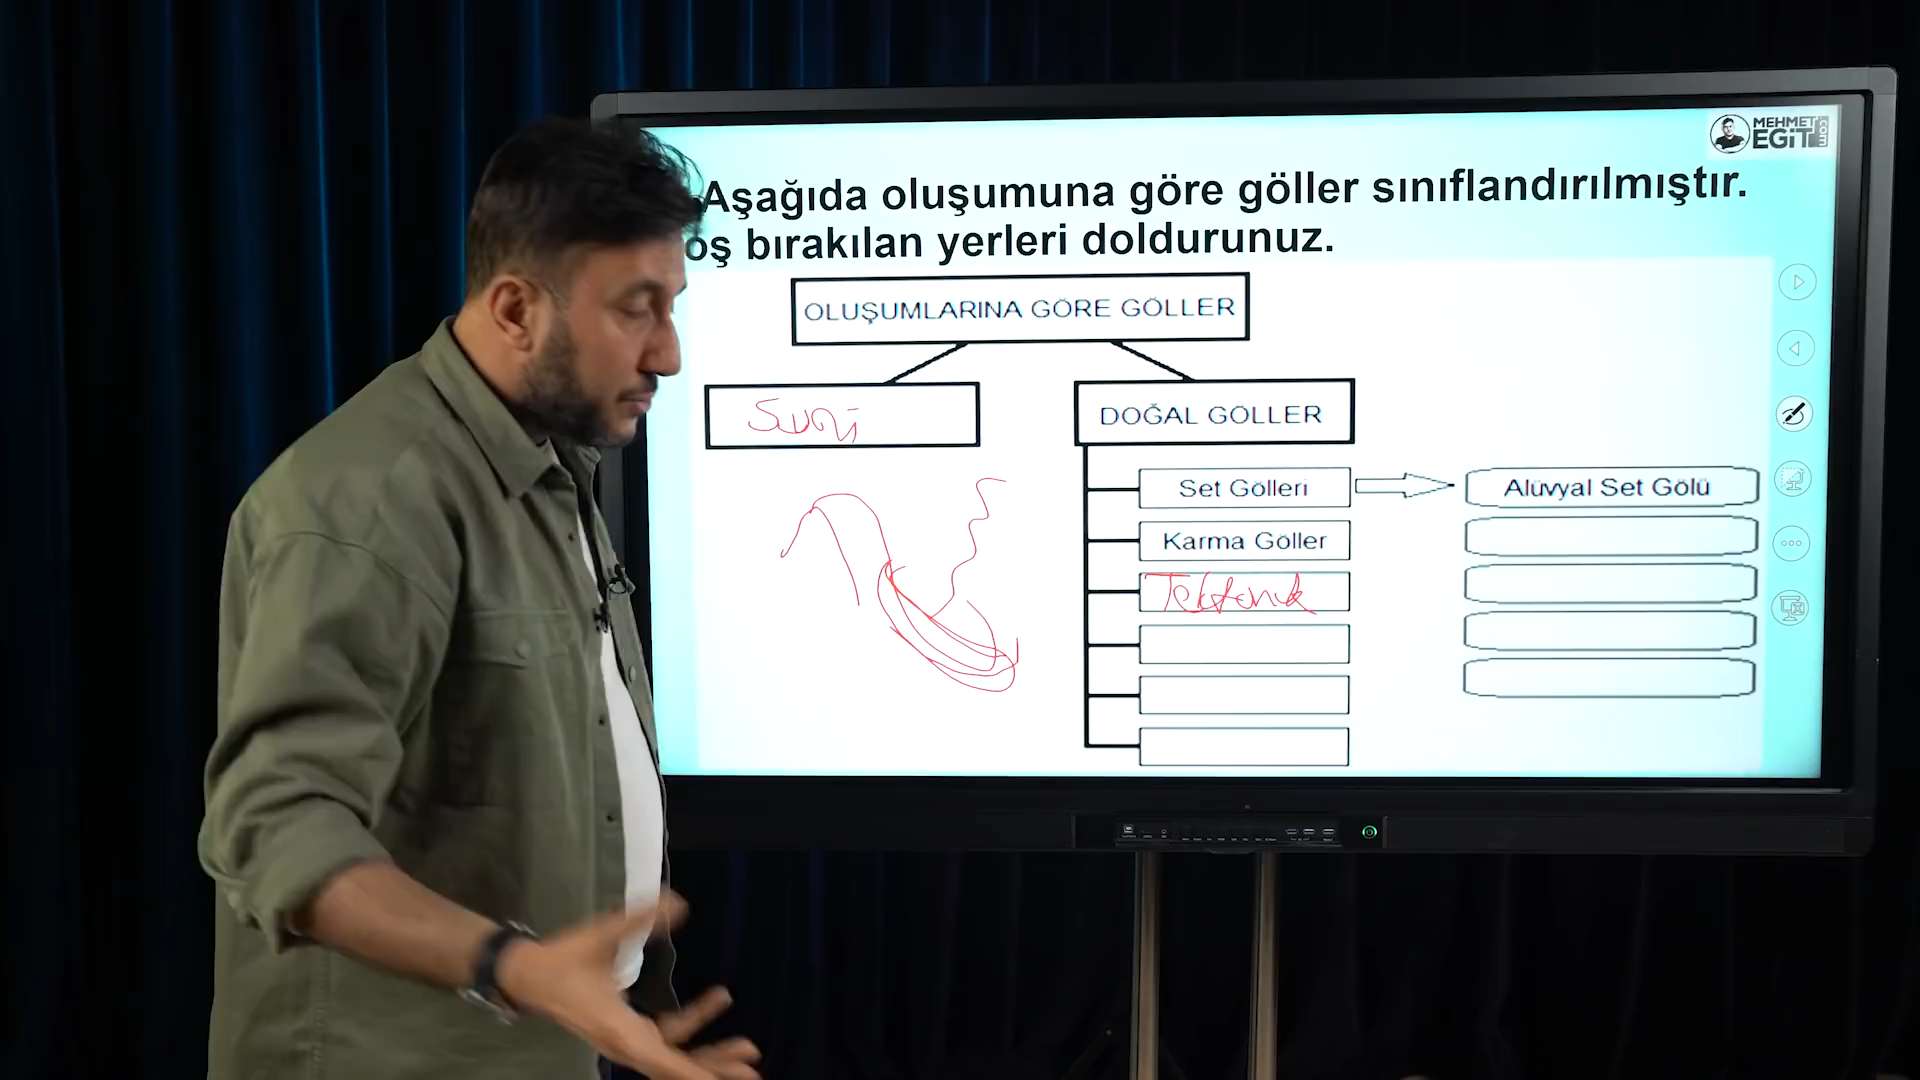 MEHMET
EGİT
.com
Aşağıda oluşumuna göre göller sınıflandırılmıştır.
oş bırakılan yerleri doldurunuz.
OLUŞUMLARINA GÖRE GÖLLER
Suni
DOĞAL GÖLLER
Set Gölleri
Alüvyal Set Gölü
Karma Göller
Tektonik